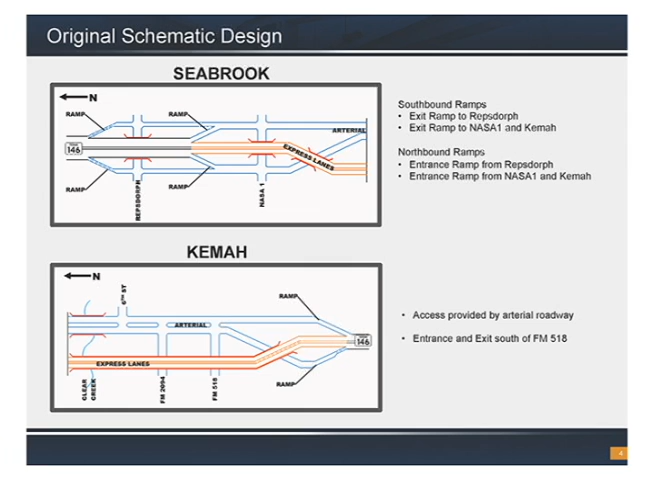 Original Schematic Design
SEABROOK
N
RAMP
RAMP
ARTERIAL
146
EXPRESS LANES
RAMP
RAMP
REPSDORPH
NASA 1
Southbound Ramps
• Exit Ramp to Repsdorph
• Exit Ramp to NASA1 and Kemah
Northbound Ramps
• Entrance Ramp from Repsdorph
• Entrance Ramp from NASA1 and Kemah
KEMAH
N
6TH ST
RAMP
ARTERIAL
146
EXPRESS LANES
RAMP
CLEAR
CREEK
FM 2094
FM 518
• Access provided by arterial roadway
• Entrance and Exit south of FM 518
4